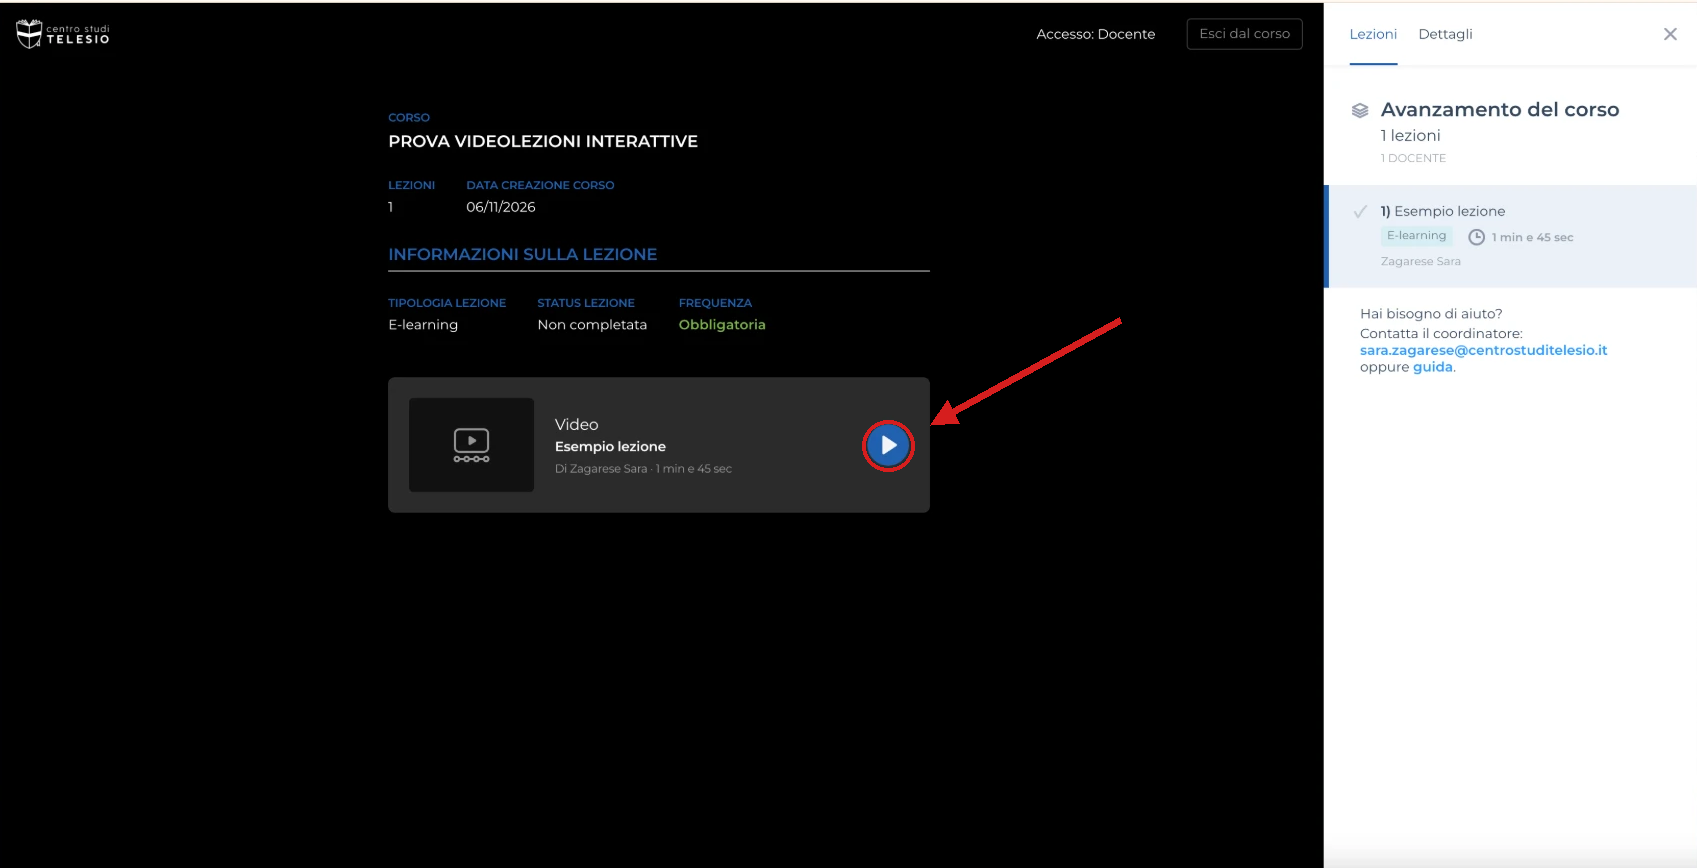 centro studi
TELESIO
Accesso: Docente
Esci dal corso
CORSO
PROVA VIDEOLEZIONI INTERATTIVE
LEZIONI
DATA CREAZIONE CORSO
1
06/11/2026
INFORMAZIONI SULLA LEZIONE
TIPOLOGIA LEZIONE
STATUS LEZIONE
FREQUENZA
E-learning
Non completata
Obbligatoria
Video
Esempio lezione
Di Zagarese Sara · 1 min e 45 sec
Lezioni
Dettagli
Avanzamento del corso
1 lezioni
1 DOCENTE
1) Esempio lezione
E-learning
1 min e 45 sec
Zagarese Sara
Hai bisogno di aiuto?
Contatta il coordinatore:
sara.zagarese@centrostuditelesio.it
oppure guida.